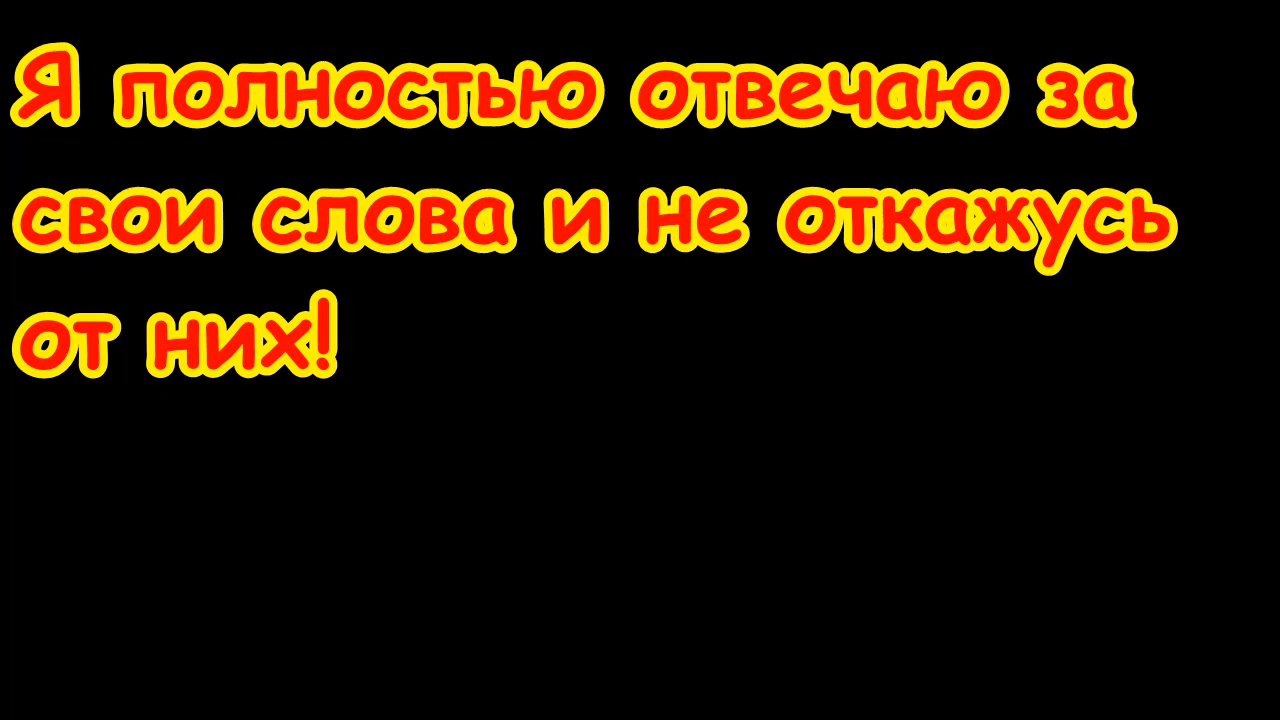 Я полностью отвечаю за
свои слова и не откажусь
от них!